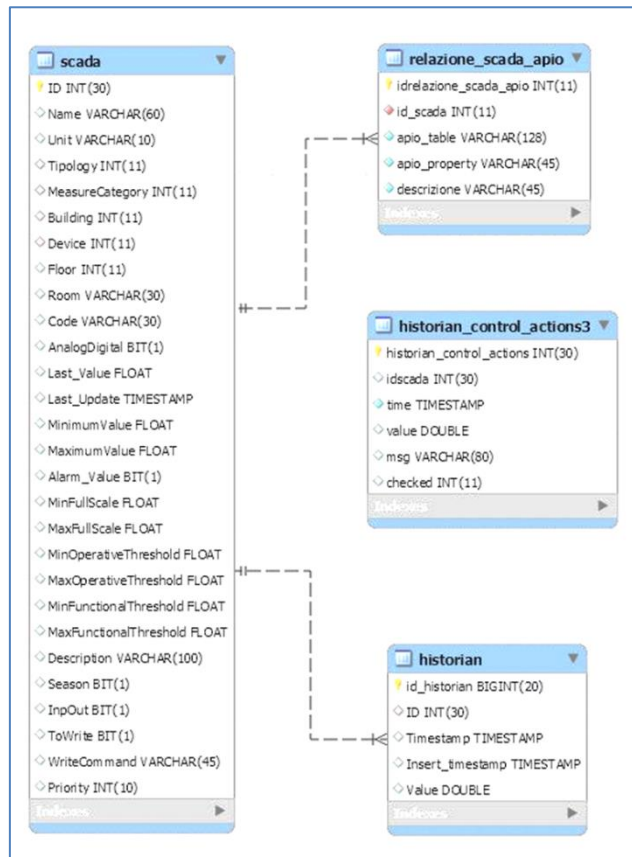 scada
ID INT(30)
Name VARCHAR(60)
Unit VARCHAR(10)
Tipology INT(11)
MeasureCategory INT(11)
Building INT(11)
Device INT(11)
Floor INT(11)
Room VARCHAR(30)
Code VARCHAR(30)
AnalogDigital BIT(1)
Last_Value FLOAT
Last_Update TIMESTAMP
MinimumValue FLOAT
MaximumValue FLOAT
Alarm_Value BIT(1)
MinFullScale FLOAT
MaxFullScale FLOAT
MinOperativeThreshold FLOAT
MaxOperativeThreshold FLOAT
MinFunctionalThreshold FLOAT
MaxFunctionalThreshold FLOAT
Description VARCHAR(100)
Season BIT(1)
InpOut BIT(1)
ToWrite BIT(1)
WriteCommand VARCHAR(45)
Priority INT(10)
Indexes
relazione_scada_apio
idrelazione_scada_apio INT(11)
id_scada INT(11)
apio_table VARCHAR(128)
apio_property VARCHAR(45)
descrizione VARCHAR(45)
Indexes
historian_control_actions3
historian_control_actions INT(30)
idscada INT(30)
time TIMESTAMP
value DOUBLE
msg VARCHAR(80)
checked INT(11)
Indexes
historian
id_historian BIGINT(20)
ID INT(30)
Timestamp TIMESTAMP
Insert_timestamp TIMESTAMP
Value DOUBLE
Indexes